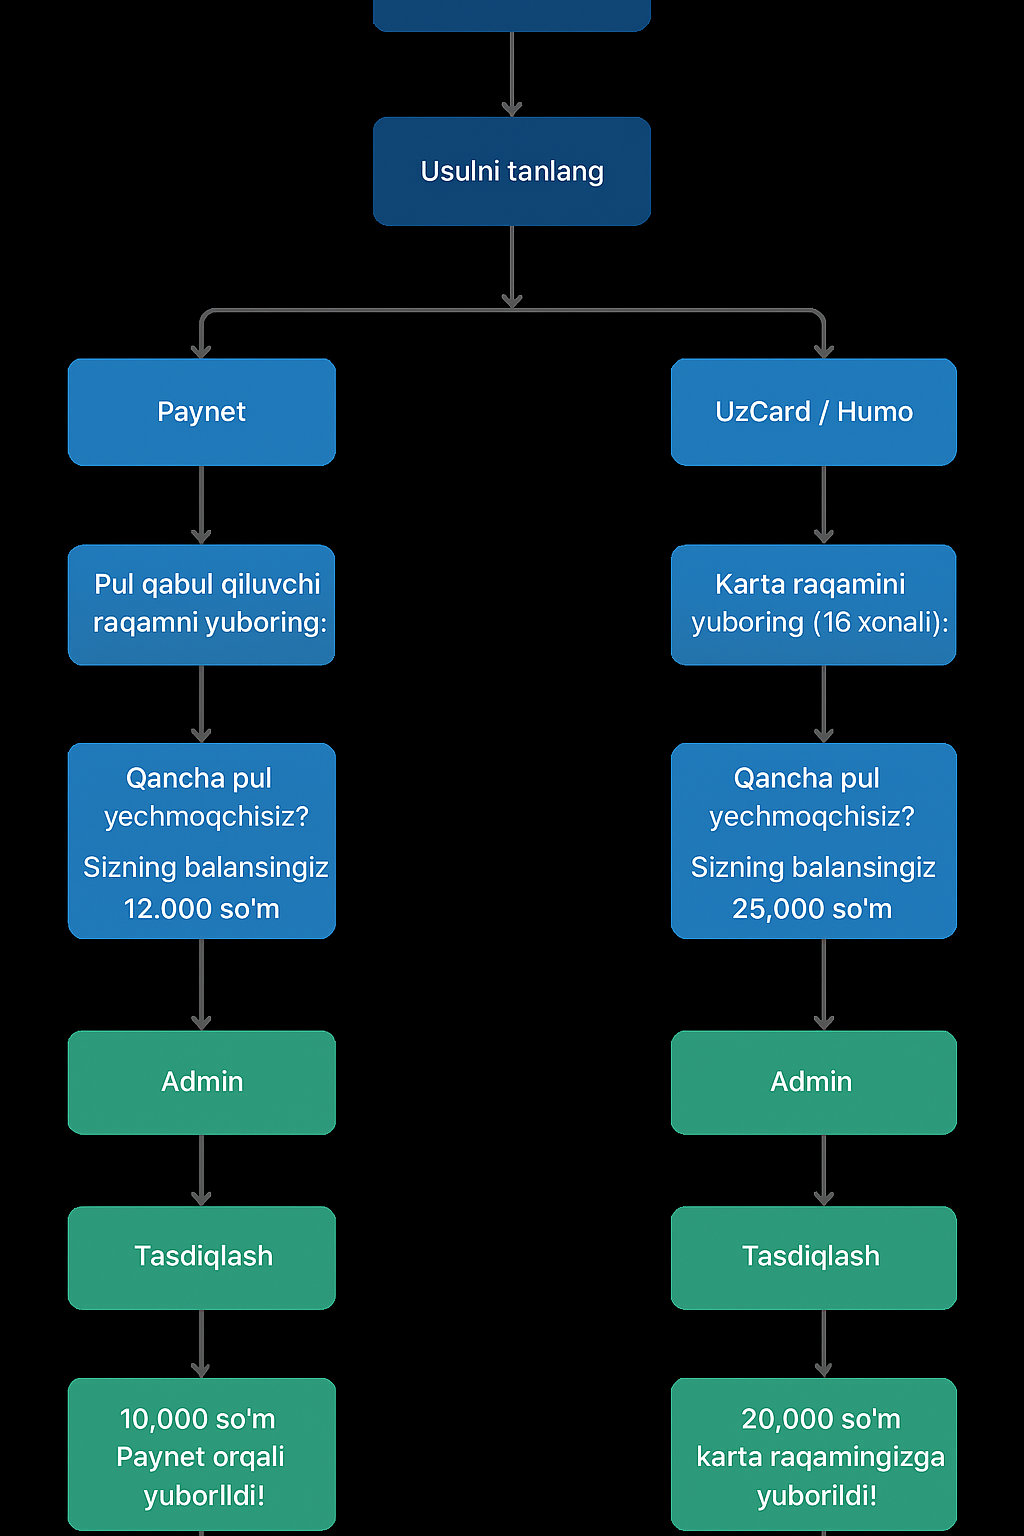 Usulni tanlang
Paynet
UzCard / Humo
Pul qabul qiluvchi
raqamni yuboring:
Karta raqamini
yuboring (16 xonali):
Qancha pul
yechmoqchisiz?
Sizning balansingiz
12.000 so'm
Qancha pul
yechmoqchisiz?
Sizning balansingiz
25,000 so'm
Admin
Admin
Tasdiqlash
Tasdiqlash
10,000 so'm
Paynet orqali
yuborlldi!
20,000 so'm
karta raqamingizga
yuborildi!